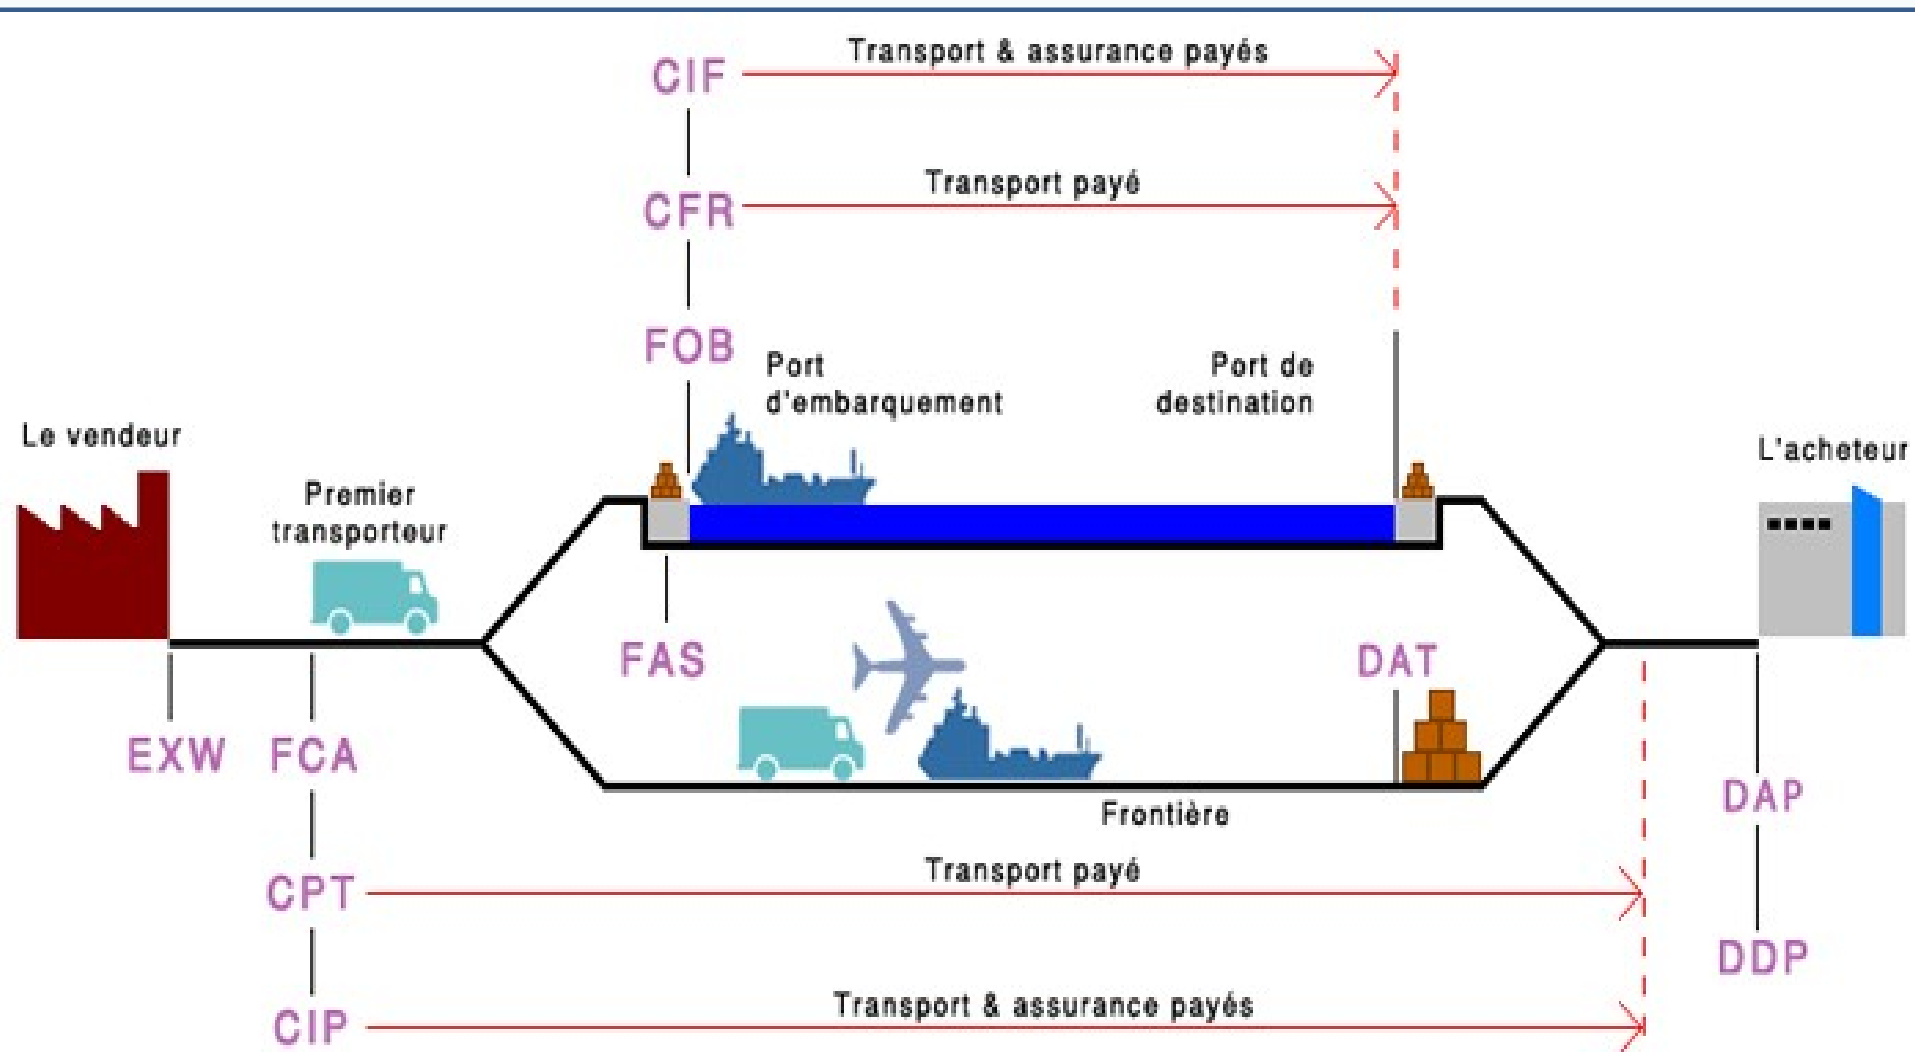 CIF
Transport & assurance payés
CFR
Transport payé
FOB
Port
d'embarquement
Port de
destination
Le vendeur
L'acheteur
Premier
transporteur
FAS
DAT
EXW
FCA
DAP
Frontière
CPT
Transport payé
DDP
CIP
Transport & assurance payés